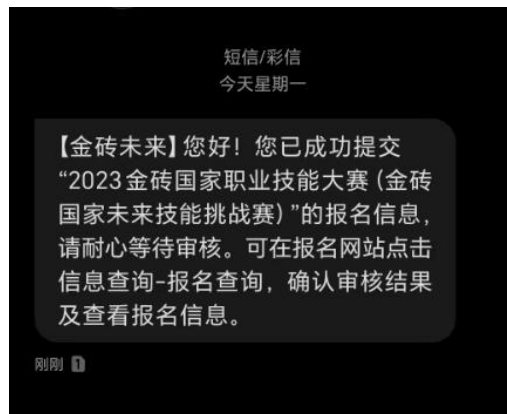 短信/彩信
今天星期一
【金砖未来】您好！您已成功提交
“2023金砖国家职业技能大赛（金砖
国家未来技能挑战赛）”的报名信息，
请耐心等待审核。可在报名网站点击
信息查询-报名查询，确认审核结果
及查看报名信息。
刚刚 1